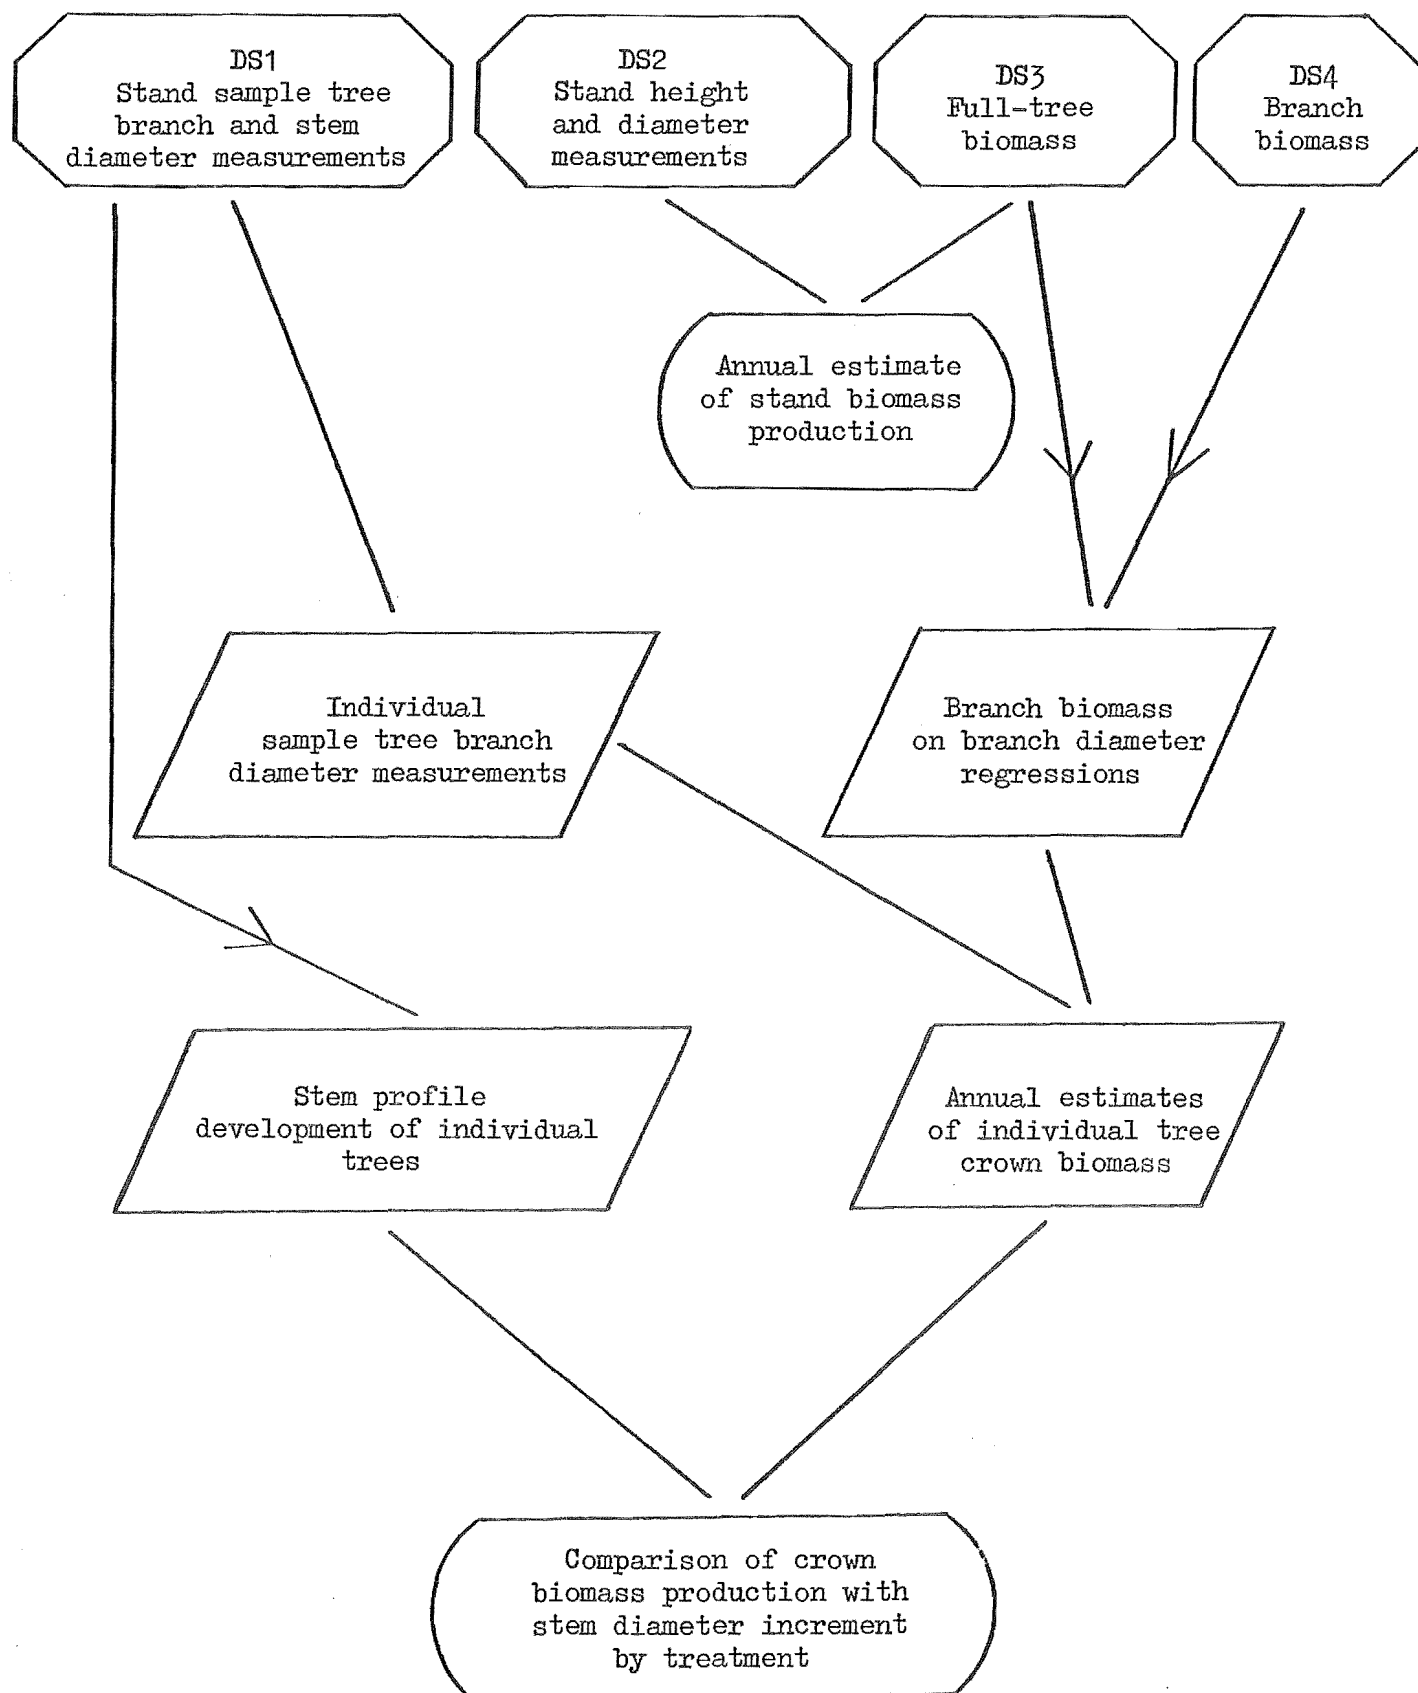 DS1
Stand sample tree
branch and stem
diameter measurements
DS2
Stand height
and diameter
measurements
DS3
Full-tree
biomass
DS4
Branch
biomass
Annual estimate
of stand biomass
production
Individual
sample tree branch
diameter measurements
Branch biomass
on branch diameter
regressions
Stem profile
development of individual
trees
Annual estimates
of individual tree
crown biomass
Comparison of crown
biomass production with
stem diameter increment
by treatment